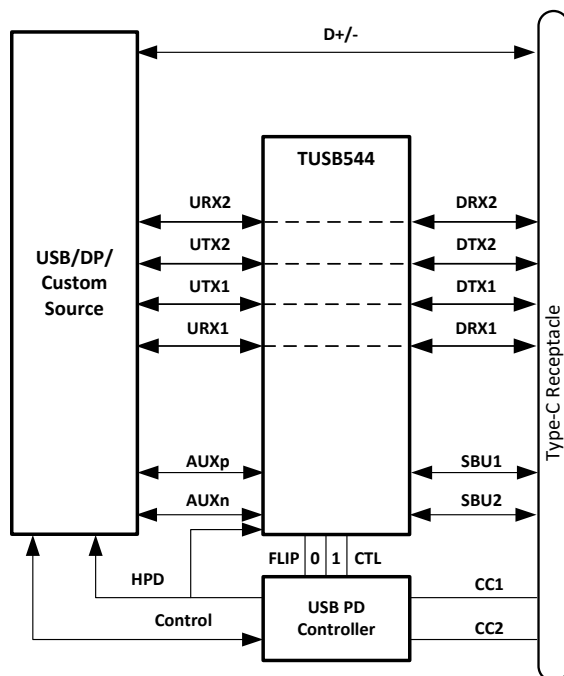 D+/-
TUSB544
URX2
DRX2
UTX2
DTX2
USB/DP/
Custom
Source
UTX1
DTX1
URX1
DRX1
Type-C Receptacle
AUXp
SBU1
AUXn
SBU2
FLIP 0 1 CTL
HPD
CC1
USB PD
Controller
Control
CC2